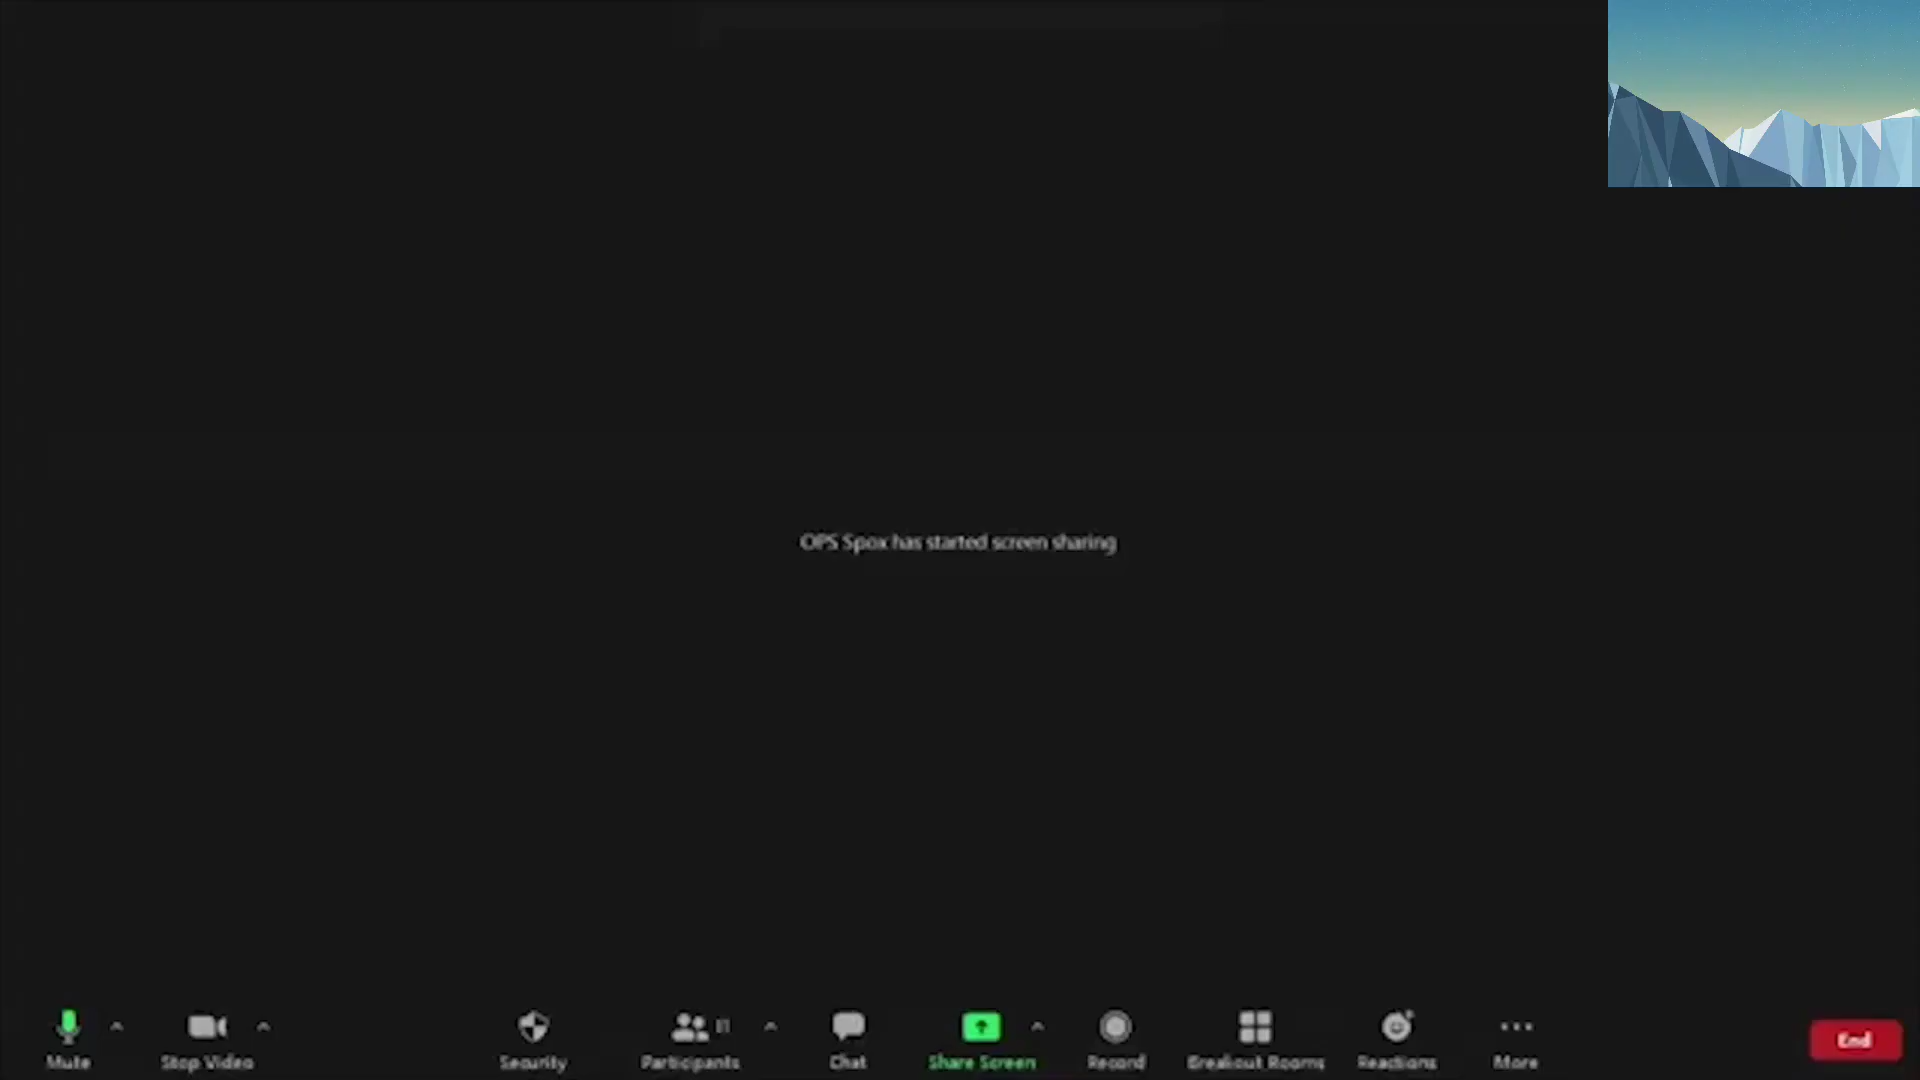 OPS Spox has started screen sharing
Mute
Stop Video
Security
Participants
Chat
Share Screen
Record
Breakout Rooms
Reactions
More
End